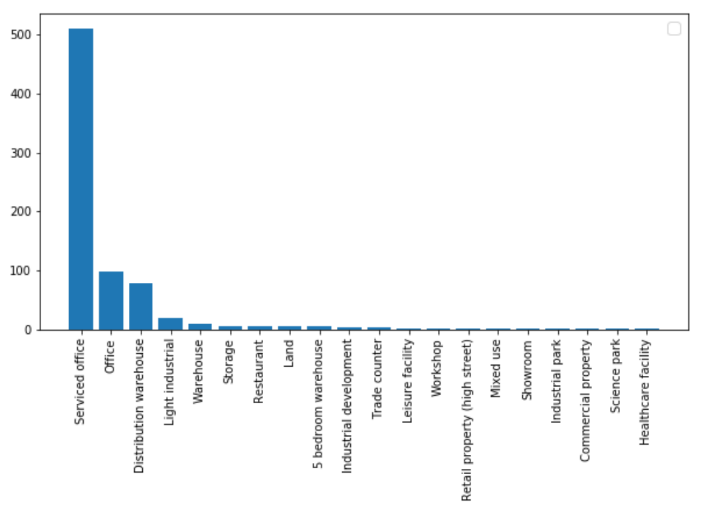 500
400
300
200
100
0
Serviced office
Office
Distribution warehouse
Light industrial
Warehouse
Storage
Restaurant
Land
5 bedroom warehouse
Industrial development
Trade counter
Leisure facility
Workshop
Retail property (high street)
Mixed use
Showroom
Industrial park
Commercial property
Science park
Healthcare facility